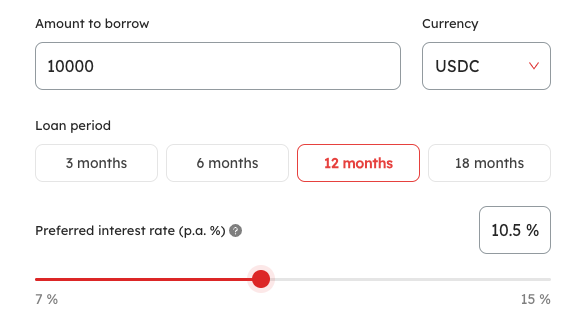 Amount to borrow
Currency
10000
USDC
Loan period
3 months
6 months
12 months
18 months
Preferred interest rate (p.a. %) ?
10.5 %
7 %
15 %